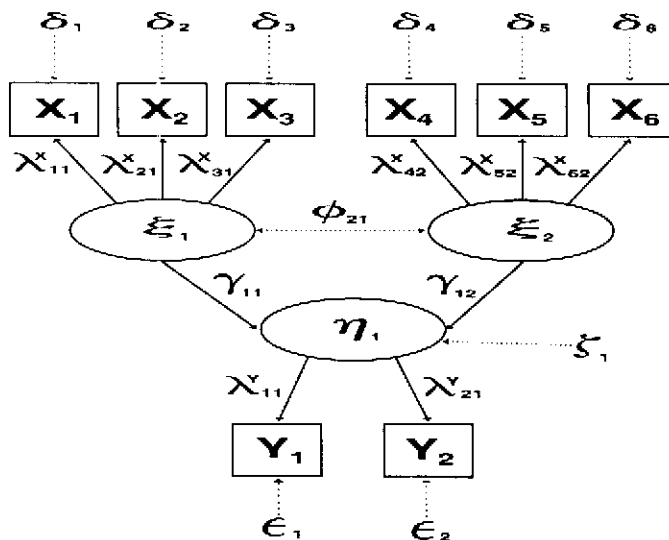 δ₁ δ₂ δ₃ δ₄ δ₅ δ₆
X₁ X₂ X₃ X₄ X₅ X₆
λˣ₁₁ λˣ₂₁ λˣ₃₁ λˣ₄₂ λˣ₅₂ λˣ₆₂
ξ₁ ϕ₂₁ ξ₂
γ₁₁ γ₁₂
η₁
ζ₁
λʸ₁₁ λʸ₂₁
Y₁ Y₂
ϵ₁ ϵ₂